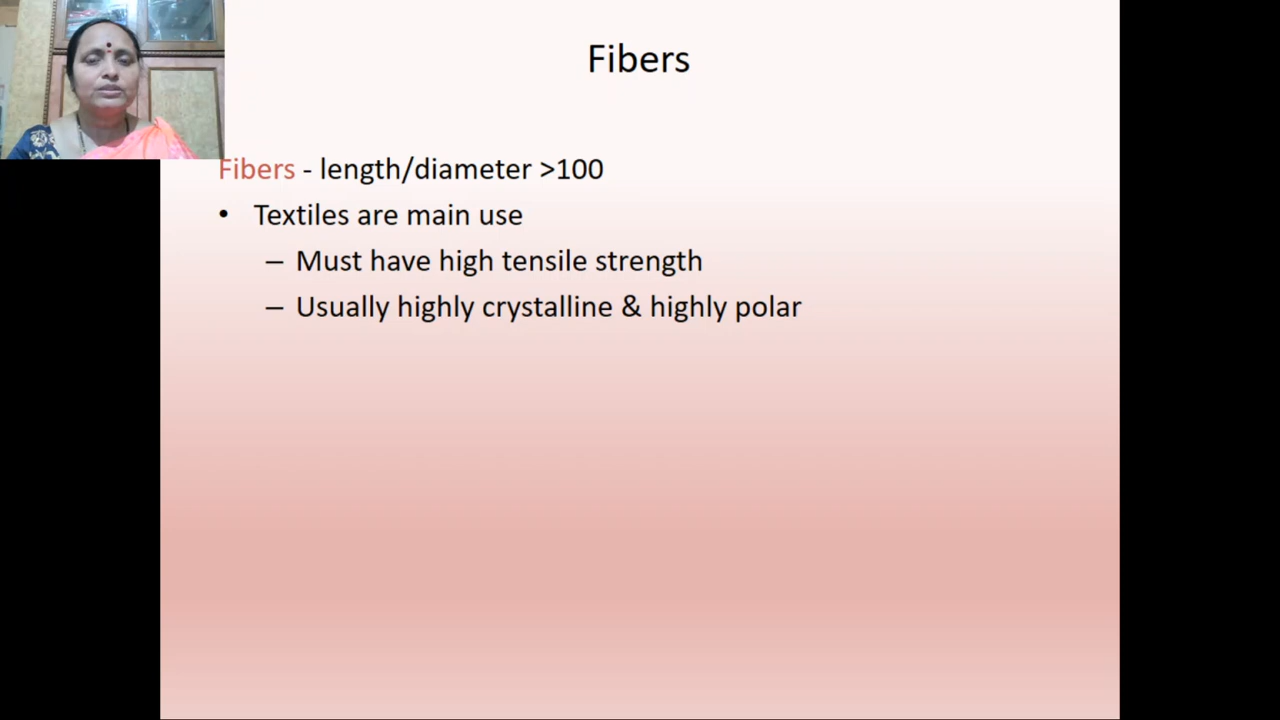 Fibers
Fibers - length/diameter >100
• Textiles are main use
– Must have high tensile strength
– Usually highly crystalline & highly polar